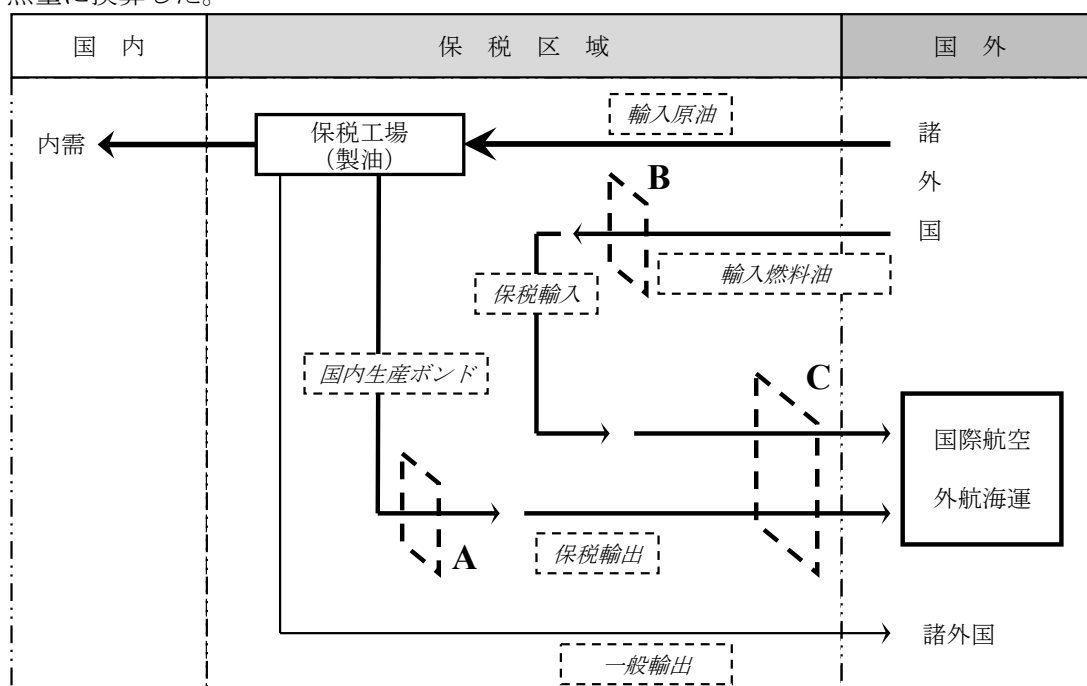 熱量に換算した。
国 内
保 税 区 域
国 外
輸入原油
内需
保税工場
(製油)
諸
外
国
B
輸入燃料油
保税輸入
国内生産ボンド
C
国際航空
外航海運
A
保税輸出
諸外国
一般輸出